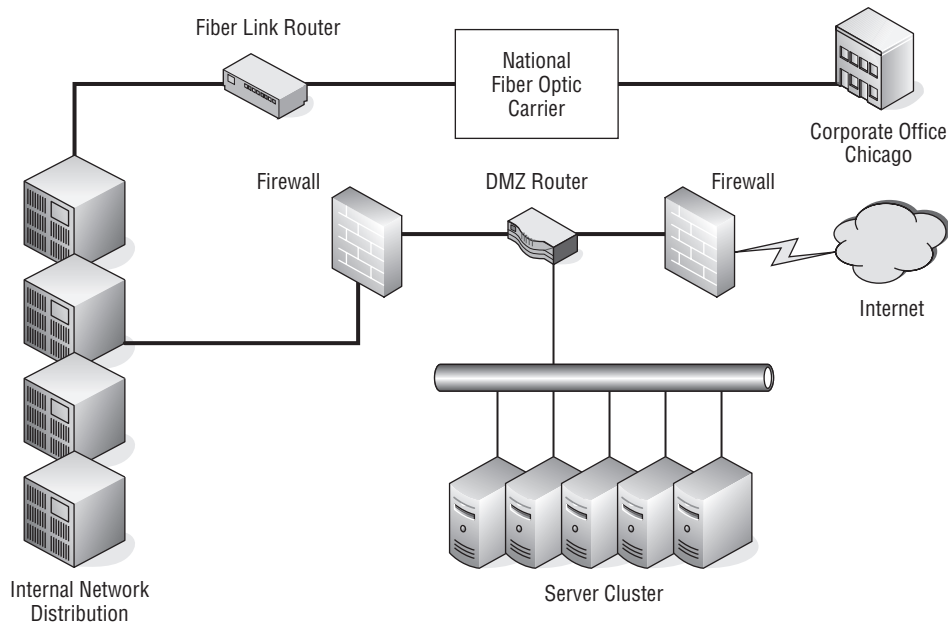 Fiber Link Router
National
Fiber Optic
Carrier
Corporate Office
Chicago
Firewall
DMZ Router
Firewall
Internet
Internal Network
Distribution
Server Cluster